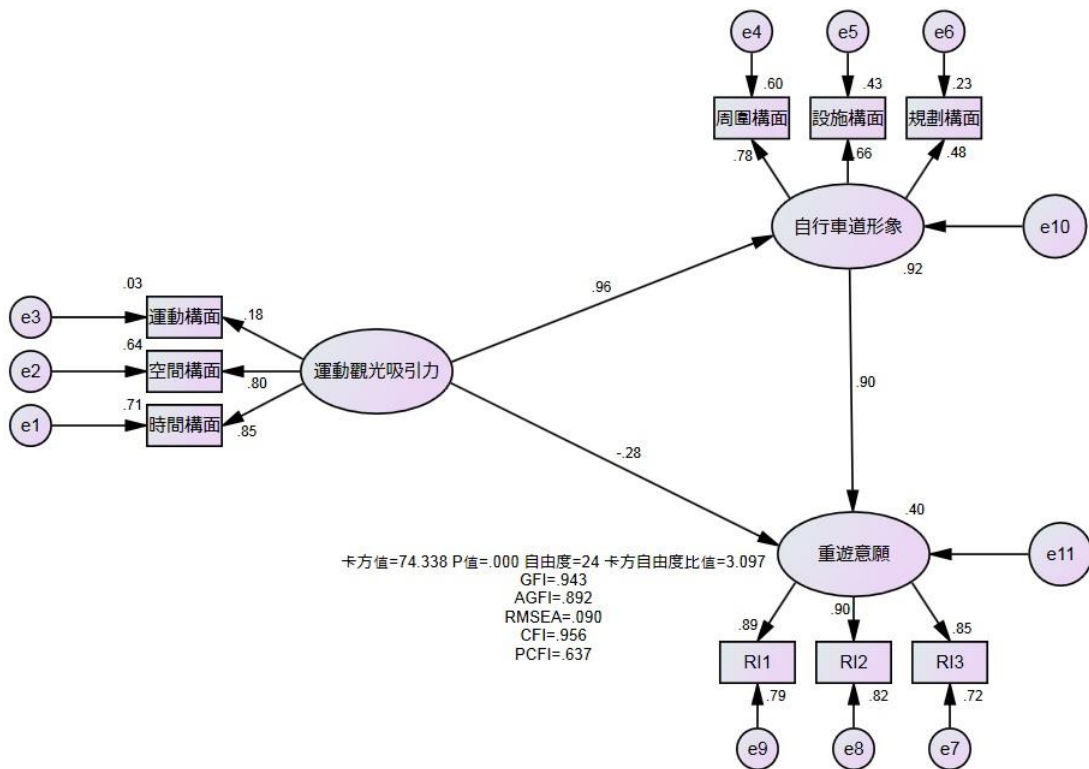 e4
e5
e6
.60
.43
.23
周圍構面
設施構面
規劃構面
.78
.66
.48
自行車道形象
e10
.92
.96
.03
e3
運動構面
.18
.64
e2
空間構面
.80
運動觀光吸引力
.71
e1
時間構面
.85
.90
-.28
.40
重遊意願
e11
卡方值=74.338 P值=.000 自由度=24 卡方自由度比值=3.097
GFI=.943
AGFI=.892
RMSEA=.090
CFI=.956
PCFI=.637
.89
.90
.85
RI1
RI2
RI3
.79
.82
.72
e9
e8
e7